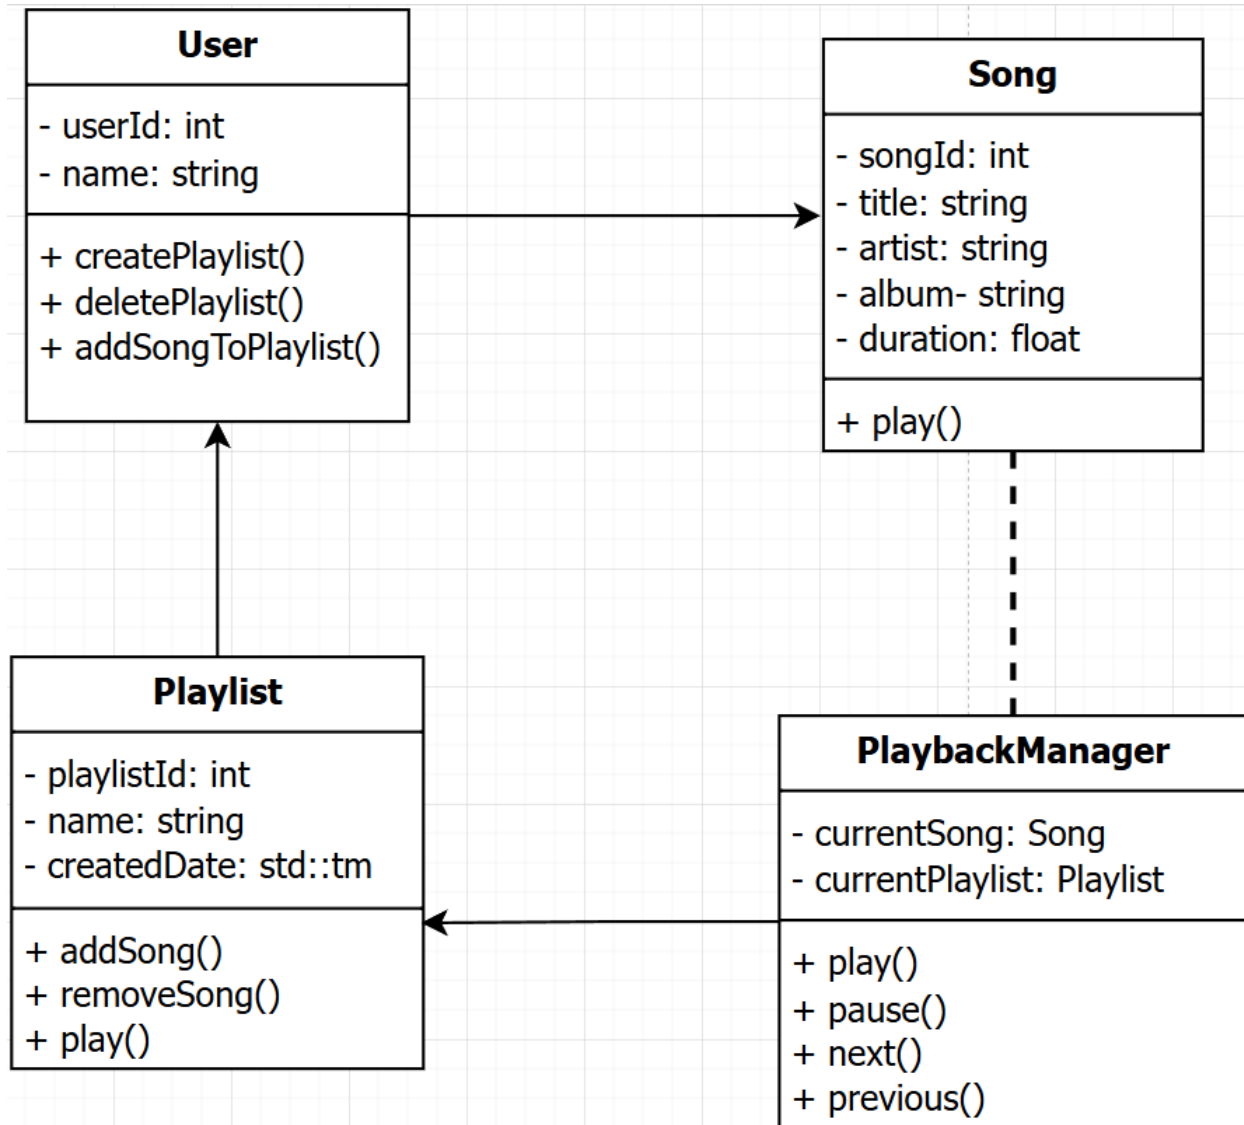 User
- userId: int
- name: string
+ createPlaylist()
+ deletePlaylist()
+ addSongToPlaylist()
Song
- songId: int
- title: string
- artist: string
- album- string
- duration: float
+ play()
Playlist
- playlistId: int
- name: string
- createdDate: std::tm
+ addSong()
+ removeSong()
+ play()
PlaybackManager
- currentSong: Song
- currentPlaylist: Playlist
+ play()
+ pause()
+ next()
+ previous()